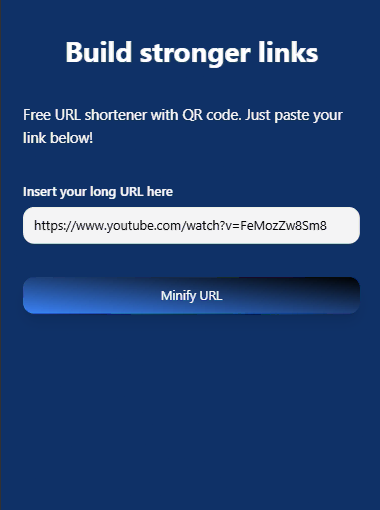 Build stronger links
Free URL shortener with QR code. Just paste your
link below!
Insert your long URL here
https://www.youtube.com/watch?v=FeMozZw8Sm8
Minify URL